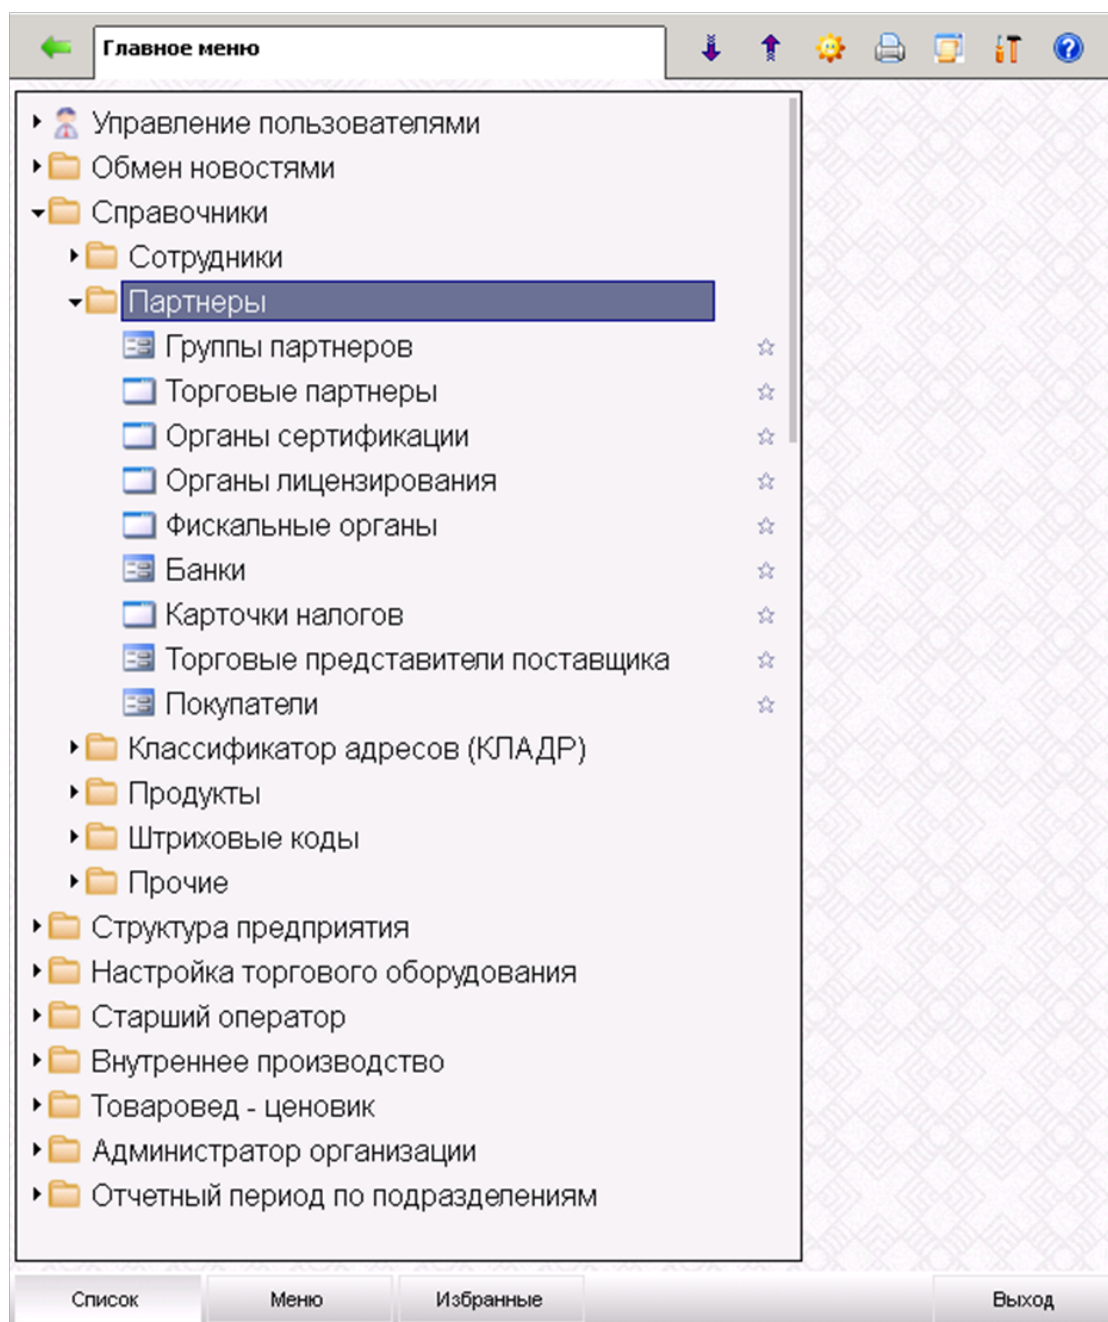 Главное меню
Управление пользователями
Обмен новостями
Справочники
Сотрудники
Партнеры
Группы партнеров
Торговые партнеры
Органы сертификации
Органы лицензирования
Фискальные органы
Банки
Карточки налогов
Торговые представители поставщика
Покупатели
Классификатор адресов (КЛАДР)
Продукты
Штриховые коды
Прочие
Структура предприятия
Настройка торгового оборудования
Старший оператор
Внутреннее производство
Товаровед - ценовик
Администратор организации
Отчетный период по подразделениям
Список Меню Избранные Выход